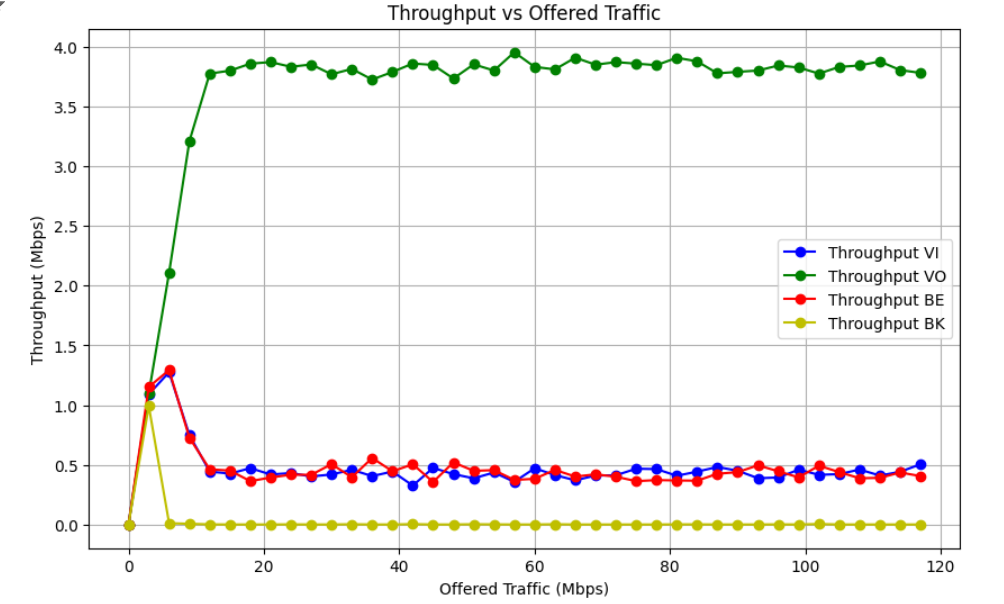 Throughput vs Offered Traffic
4.0
3.5
3.0
2.5
2.0
1.5
1.0
0.5
0.0
Throughput (Mbps)
Throughput VI
Throughput VO
Throughput BE
Throughput BK
0 20 40 60 80 100 120
Offered Traffic (Mbps)